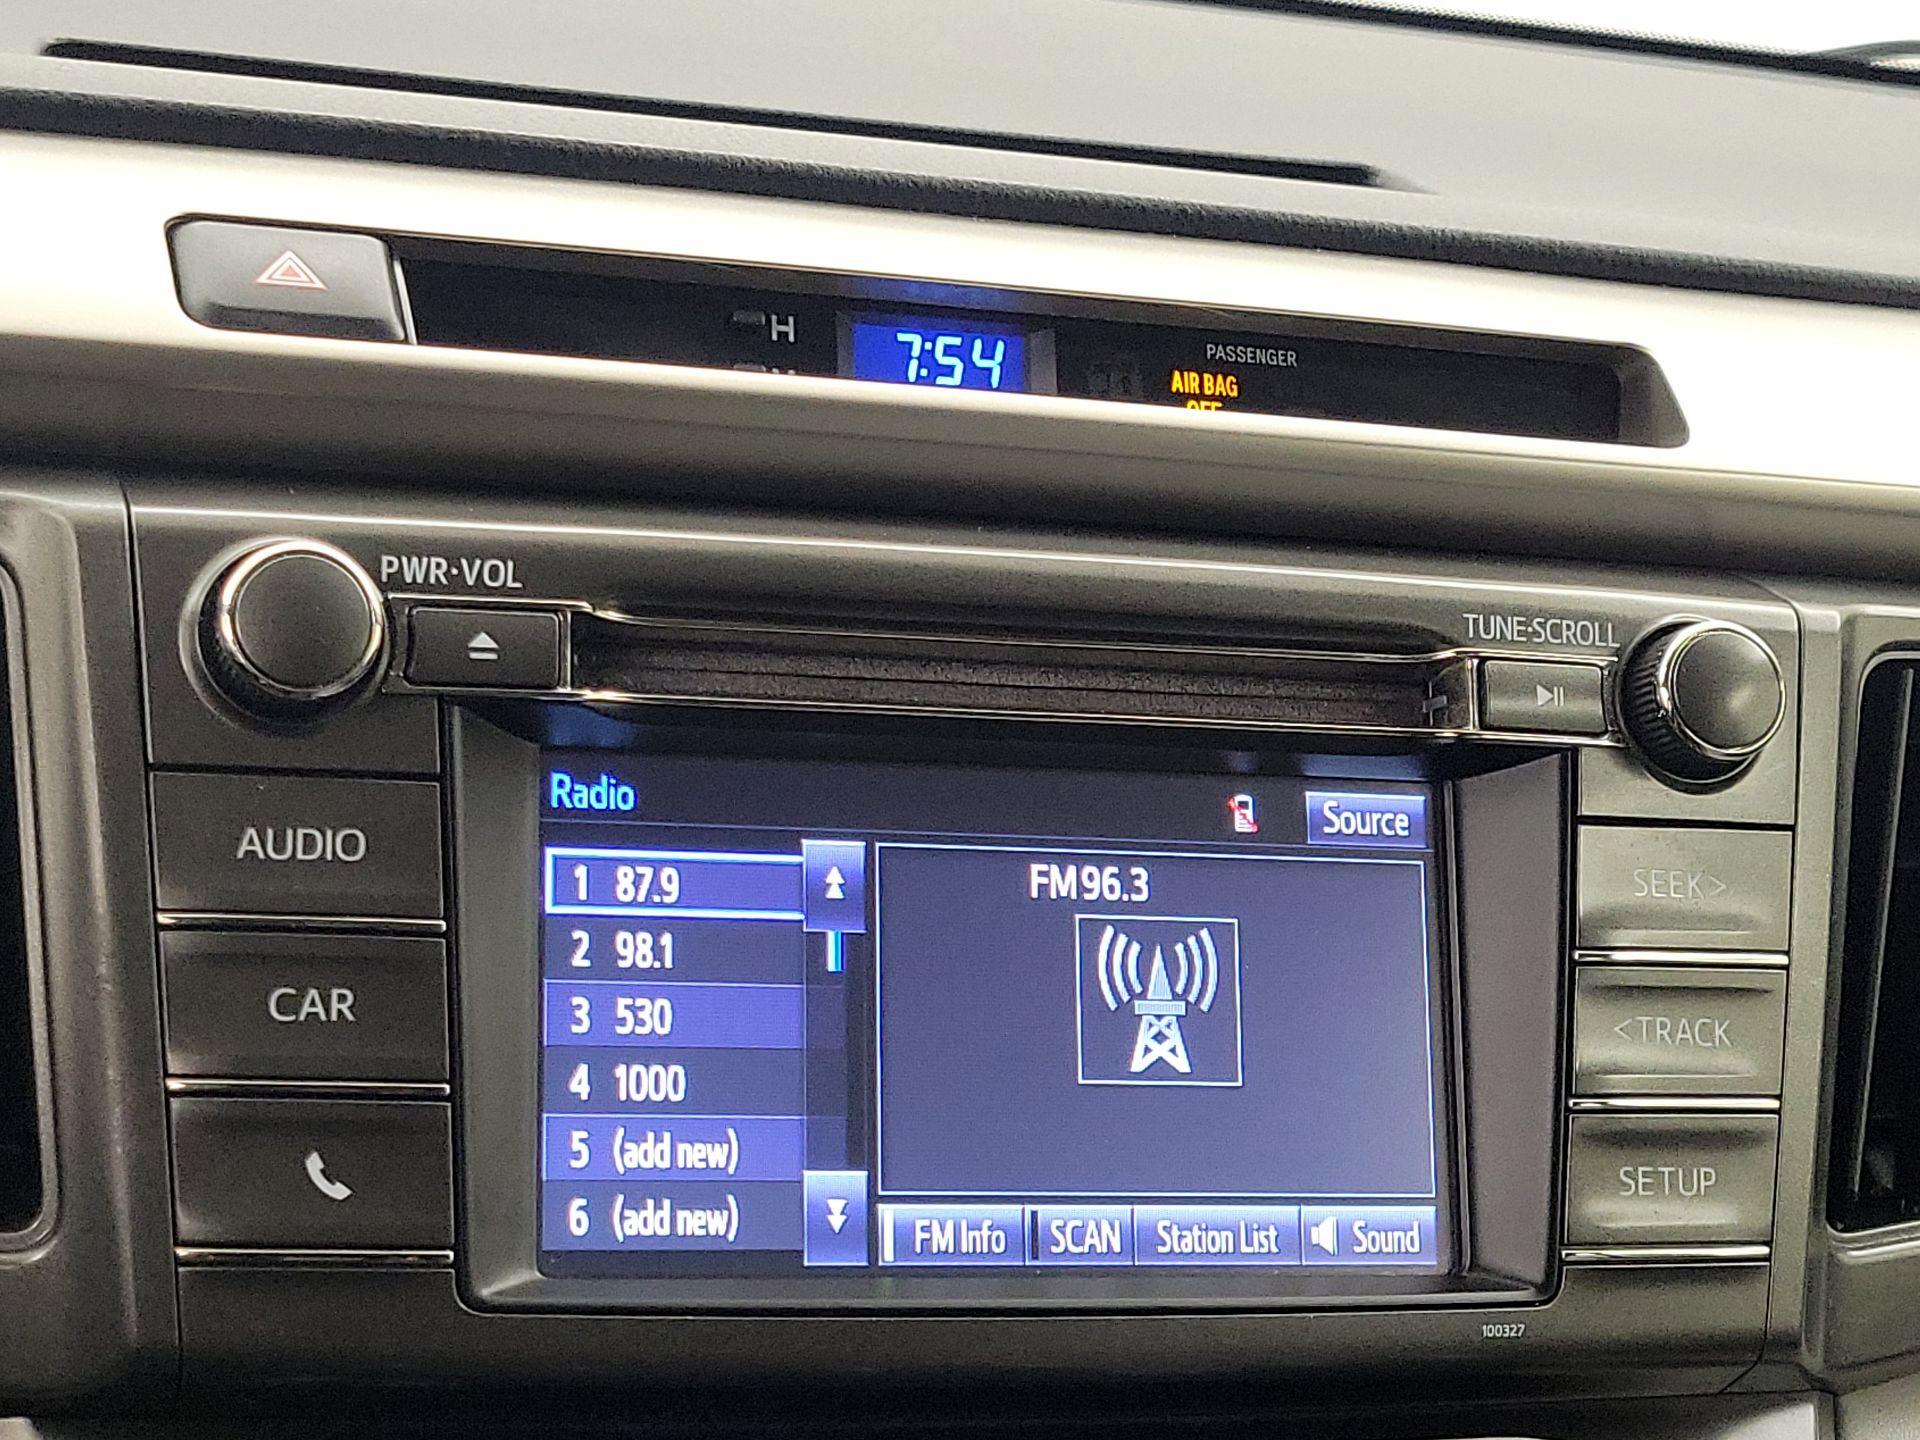 H
7:54
PASSENGER
AIR BAG
OFF
PWR·VOL
TUNE·SCROLL
Radio
Source
AUDIO
CAR
1 87.9
2 98.1
3 530
4 1000
5 (add new)
6 (add new)
FM96.3
FM Info
SCAN
Station List
Sound
SEEK>
<TRACK
SETUP
100327